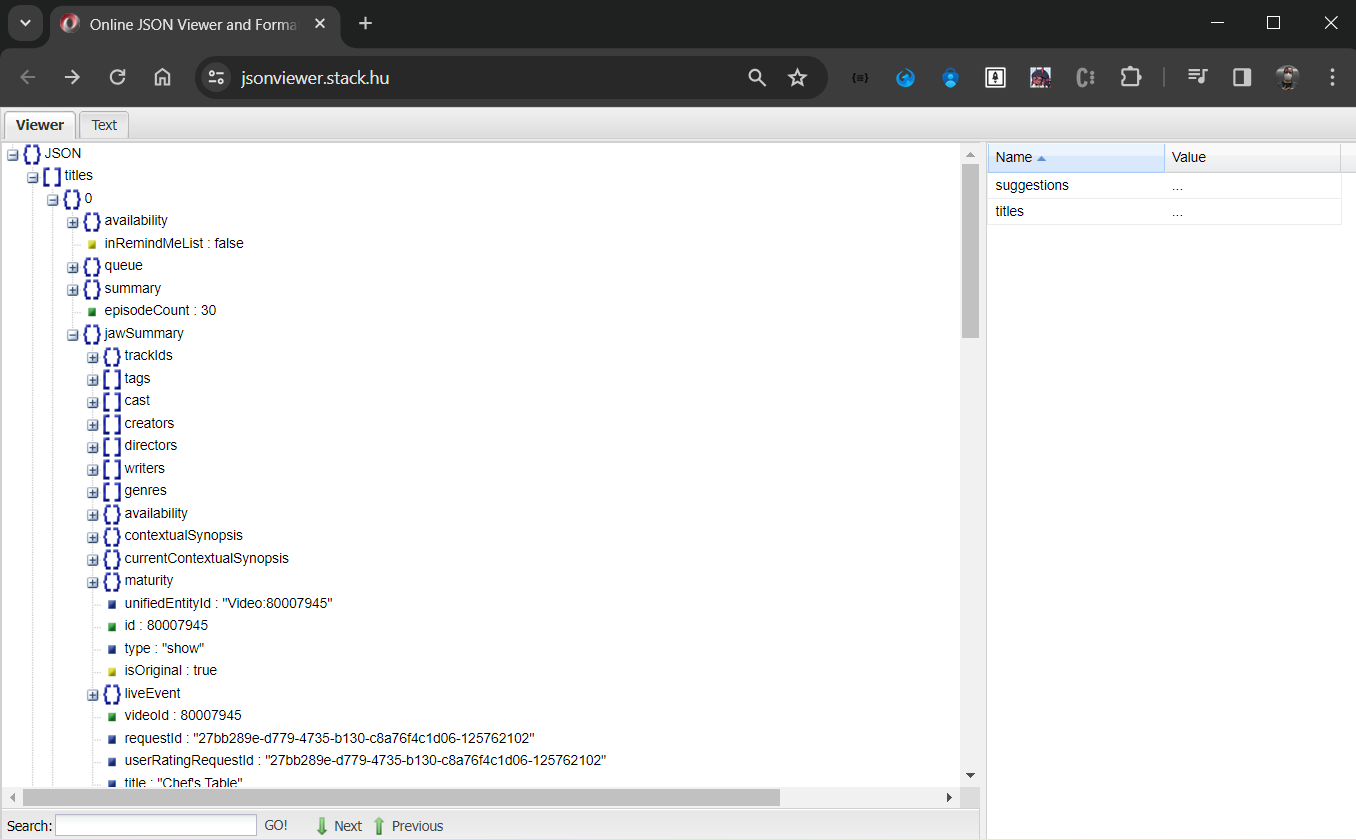 Online JSON Viewer and Forma
jsonviewer.stack.hu
Viewer
Text
JSON
titles
0
availability
inRemindMeList : false
queue
summary
episodeCount : 30
jawSummary
trackIds
tags
cast
creators
directors
writers
genres
availability
contextualSynopsis
currentContextualSynopsis
maturity
unifiedEntityId : "Video:80007945"
id : 80007945
type : "show"
isOriginal : true
liveEvent
videoId : 80007945
requestId : "27bb289e-d779-4735-b130-c8a76f4c1d06-125762102"
userRatingRequestId : "27bb289e-d779-4735-b130-c8a76f4c1d06-125762102"
title : "Chef's Table"
Name Value
suggestions ...
titles ...
Search: GO! Next Previous